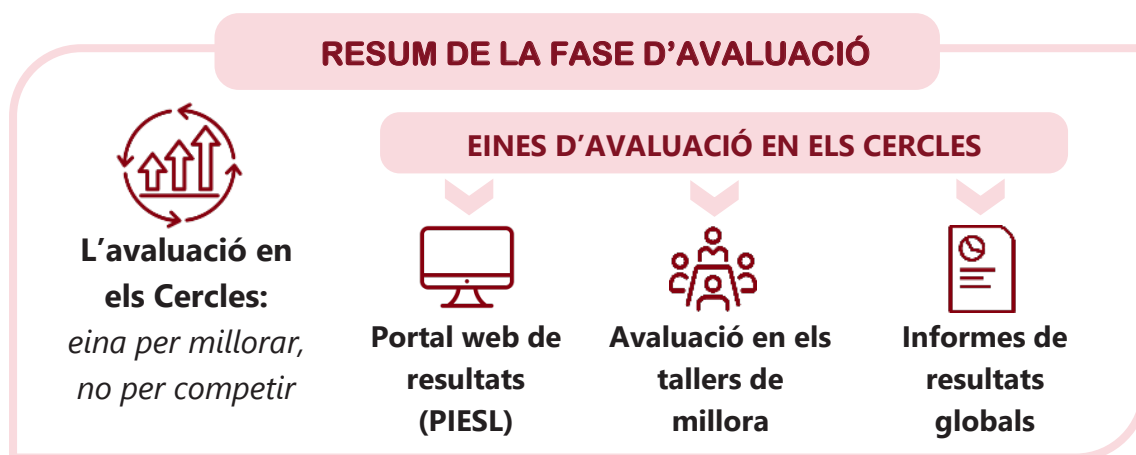 RESUM DE LA FASE D’AVALUACIÓ
L’avaluació en
els Cercles:
eina per millorar,
no per competir
EINES D’AVALUACIÓ EN ELS CERCLES
Portal web de
resultats
(PIESL)
Avaluació en els
tallers de
millora
Informes de
resultats
globals